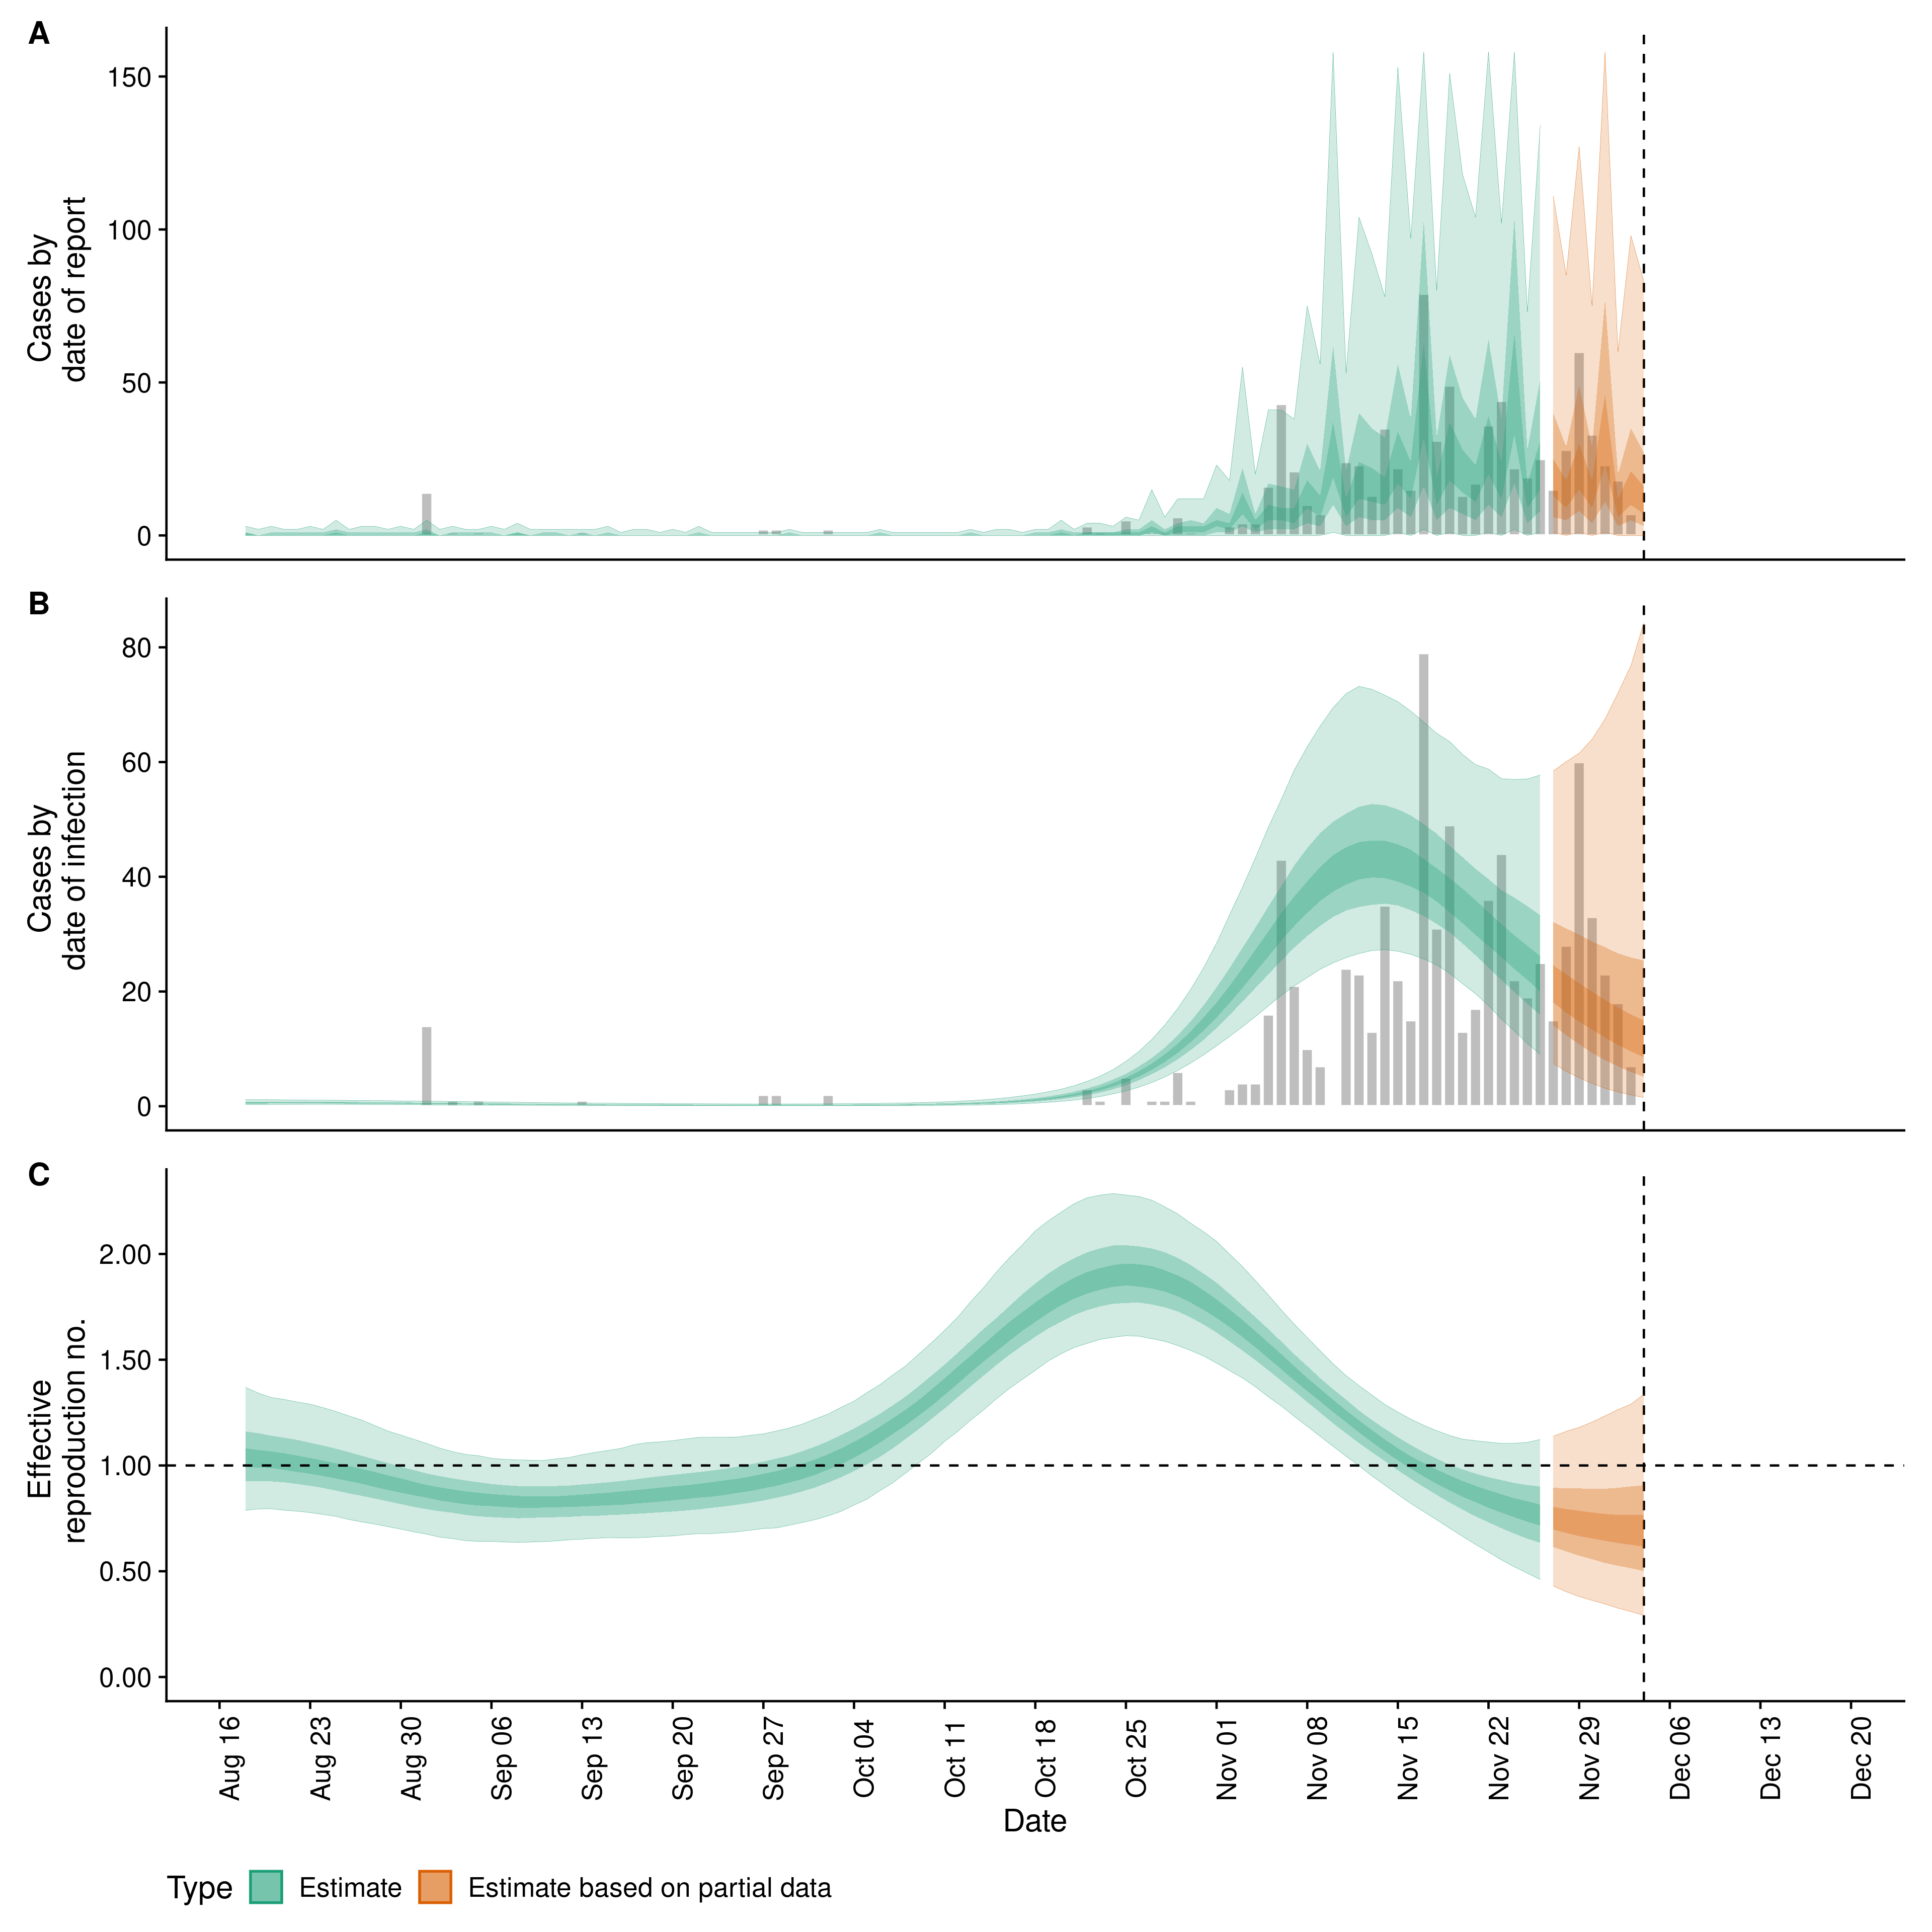 A
Cases by
date of report
150
100
50
0
B
Cases by
date of infection
80
60
40
20
0
C
Effective
reproduction no.
2.00
1.50
1.00
0.50
0.00
Aug 16
Aug 23
Aug 30
Sep 06
Sep 13
Sep 20
Sep 27
Oct 04
Oct 11
Oct 18
Oct 25
Nov 01
Nov 08
Nov 15
Nov 22
Nov 29
Dec 06
Dec 13
Dec 20
Date
Type Estimate Estimate based on partial data